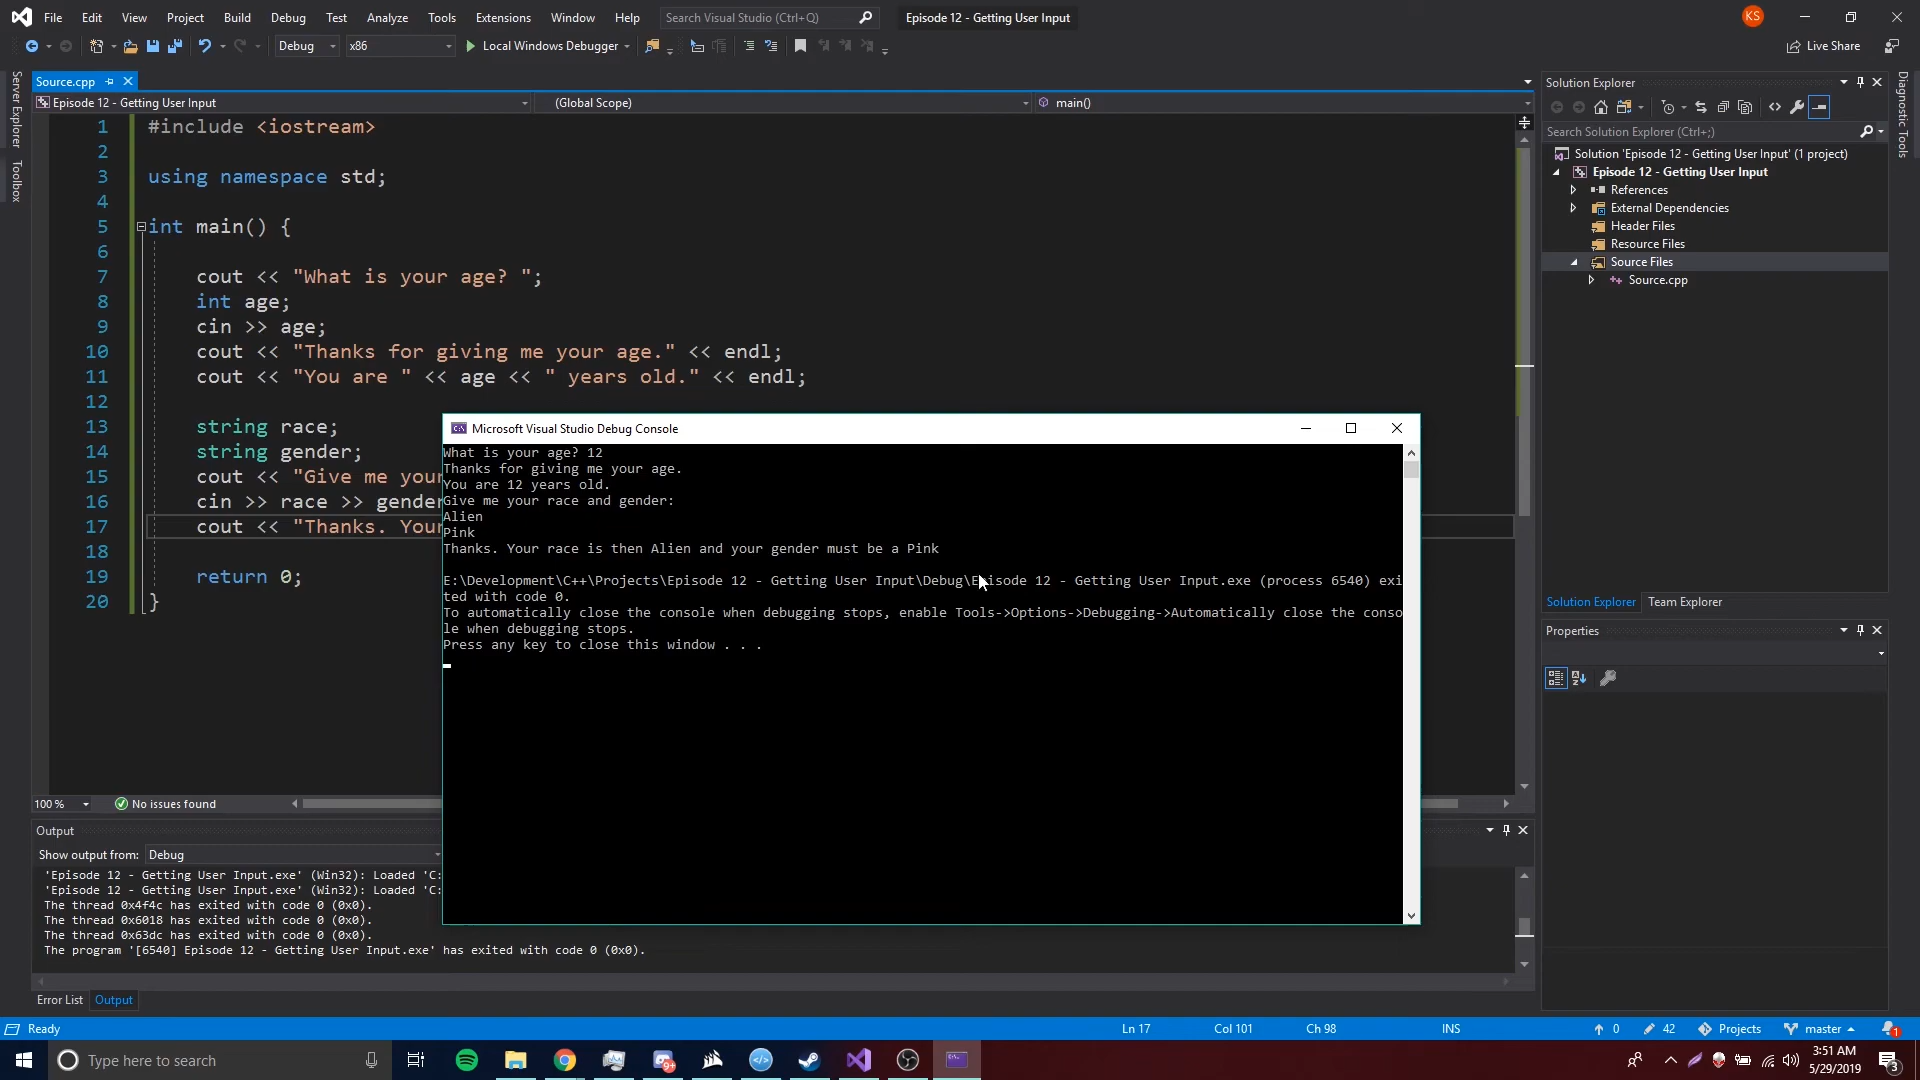 File Edit View Project Build Debug Test Analyze Tools Extensions Window Help Search Visual Studio (Ctrl+Q) Episode 12 - Getting User Input KS
Debug x86 Local Windows Debugger Live Share
Server Explorer
Toolbox
Source.cpp
Episode 12 - Getting User Input (Global Scope) main()
1 #include <iostream>
2
3 using namespace std;
4
5 int main() {
6
7 cout << "What is your age? ";
8 int age;
9 cin >> age;
10 cout << "Thanks for giving me your age." << endl;
11 cout << "You are " << age << " years old." << endl;
12
13 string race;
14 string gender;
15 cout << "Give me your
16 cin >> race >> gender
17 cout << "Thanks. Your
18
19 return 0;
20 }
Microsoft Visual Studio Debug Console
What is your age? 12
Thanks for giving me your age.
You are 12 years old.
Give me your race and gender:
Alien
Pink
Thanks. Your race is then Alien and your gender must be a Pink
E:\Development\C++\Projects\Episode 12 - Getting User Input\Debug\Episode 12 - Getting User Input.exe (process 6540) exi
ted with code 0.
To automatically close the console when debugging stops, enable Tools->Options->Debugging->Automatically close the conso
le when debugging stops.
Press any key to close this window . . .
100 % No issues found
Output
Show output from: Debug
'Episode 12 - Getting User Input.exe' (Win32): Loaded 'C:
'Episode 12 - Getting User Input.exe' (Win32): Loaded 'C:
The thread 0x4f4c has exited with code 0 (0x0).
The thread 0x6018 has exited with code 0 (0x0).
The thread 0x63dc has exited with code 0 (0x0).
The program '[6540] Episode 12 - Getting User Input.exe' has exited with code 0 (0x0).
Error List Output
Solution Explorer
Search Solution Explorer (Ctrl+;)
Solution 'Episode 12 - Getting User Input' (1 project)
Episode 12 - Getting User Input
References
External Dependencies
Header Files
Resource Files
Source Files
Source.cpp
Solution Explorer Team Explorer
Properties
Diagnostic Tools
Ready Ln 17 Col 101 Ch 98 INS 0 42 Projects master 1
Type here to search 9+ 3:51 AM
5/29/2019 3